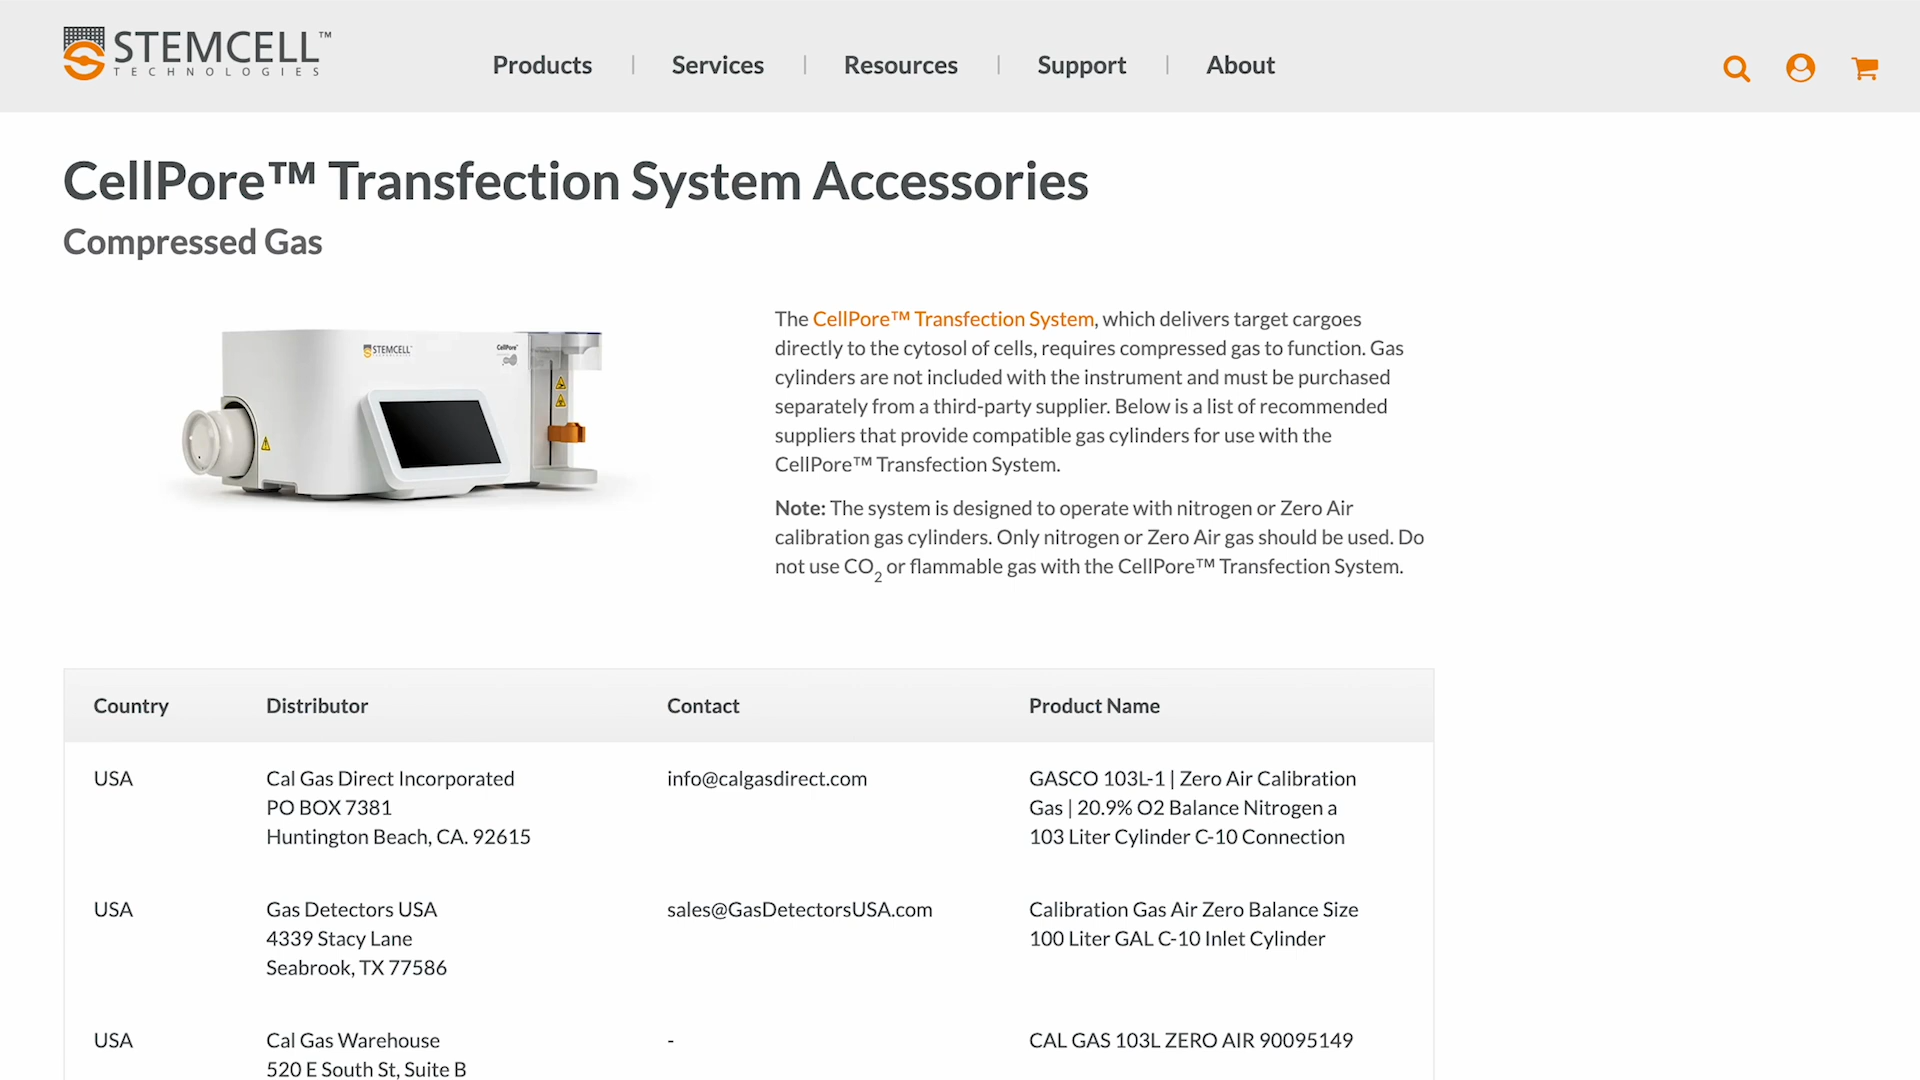 STEMCELL™
TECHNOLOGIES
Products | Services | Resources | Support | About
CellPore™ Transfection System Accessories
Compressed Gas
STEMCELL™
CellPore™
The CellPore™ Transfection System, which delivers target cargoes
directly to the cytosol of cells, requires compressed gas to function. Gas
cylinders are not included with the instrument and must be purchased
separately from a third-party supplier. Below is a list of recommended
suppliers that provide compatible gas cylinders for use with the
CellPore™ Transfection System.
Note: The system is designed to operate with nitrogen or Zero Air
calibration gas cylinders. Only nitrogen or Zero Air gas should be used. Do
not use CO2 or flammable gas with the CellPore™ Transfection System.
Country Distributor Contact Product Name
USA Cal Gas Direct Incorporated info@calgasdirect.com GASCO 103L-1 | Zero Air Calibration
PO BOX 7381 Gas | 20.9% O2 Balance Nitrogen a
Huntington Beach, CA. 92615 103 Liter Cylinder C-10 Connection
USA Gas Detectors USA sales@GasDetectorsUSA.com Calibration Gas Air Zero Balance Size
4339 Stacy Lane 100 Liter GAL C-10 Inlet Cylinder
Seabrook, TX 77586
USA Cal Gas Warehouse - CAL GAS 103L ZERO AIR 90095149
520 E South St, Suite B